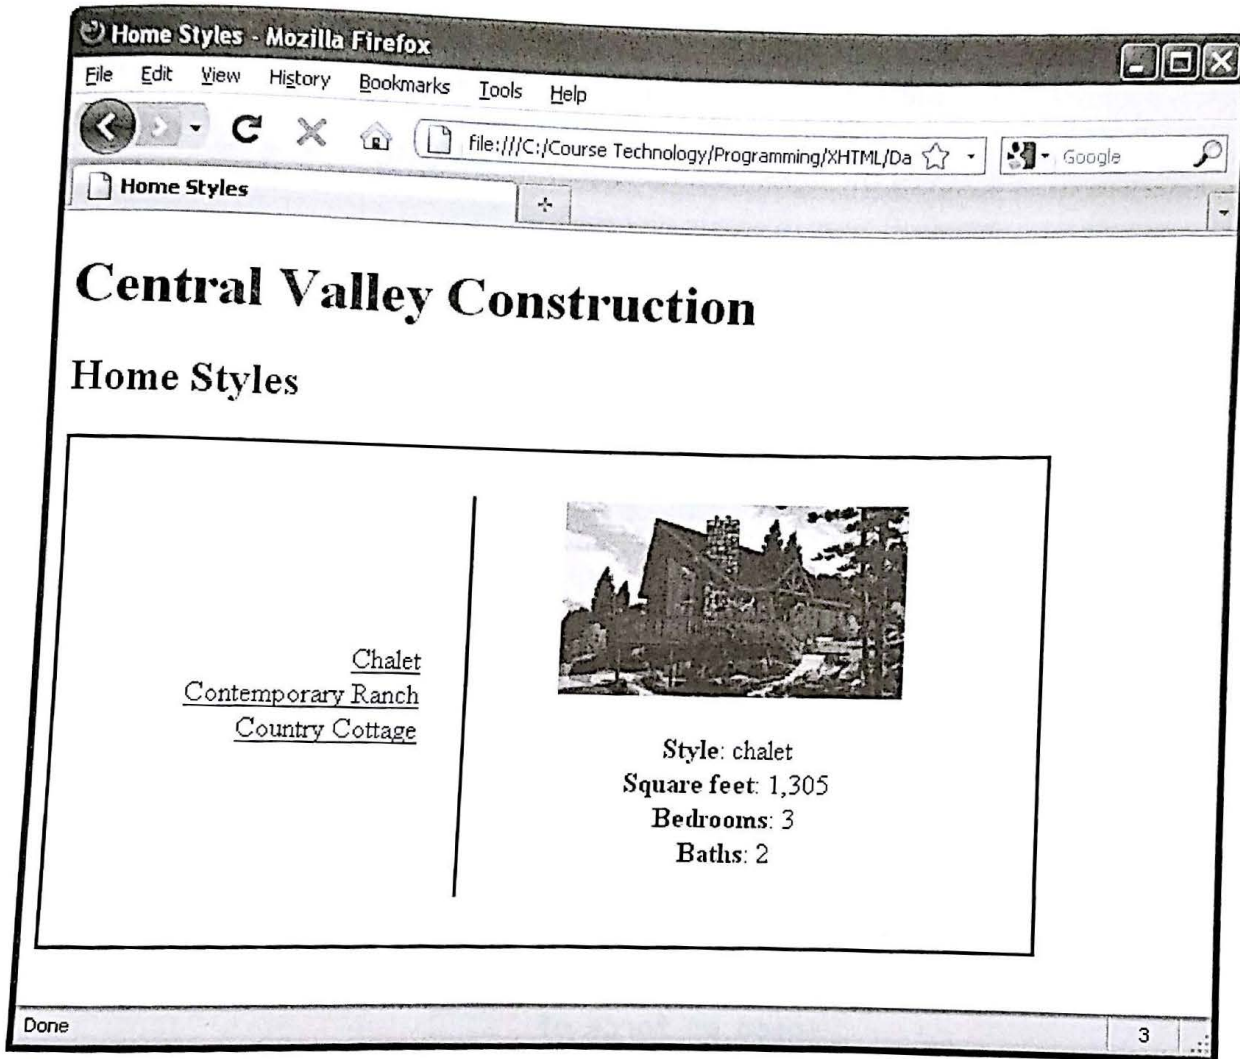 Home Styles - Mozilla Firefox
File Edit View History Bookmarks Tools Help
file:///C:/Course Technology/Programming/XHTML/Da
Google
Home Styles
Central Valley Construction
Home Styles
Chalet
Contemporary Ranch
Country Cottage
Style: chalet
Square feet: 1,305
Bedrooms: 3
Baths: 2
Done
3